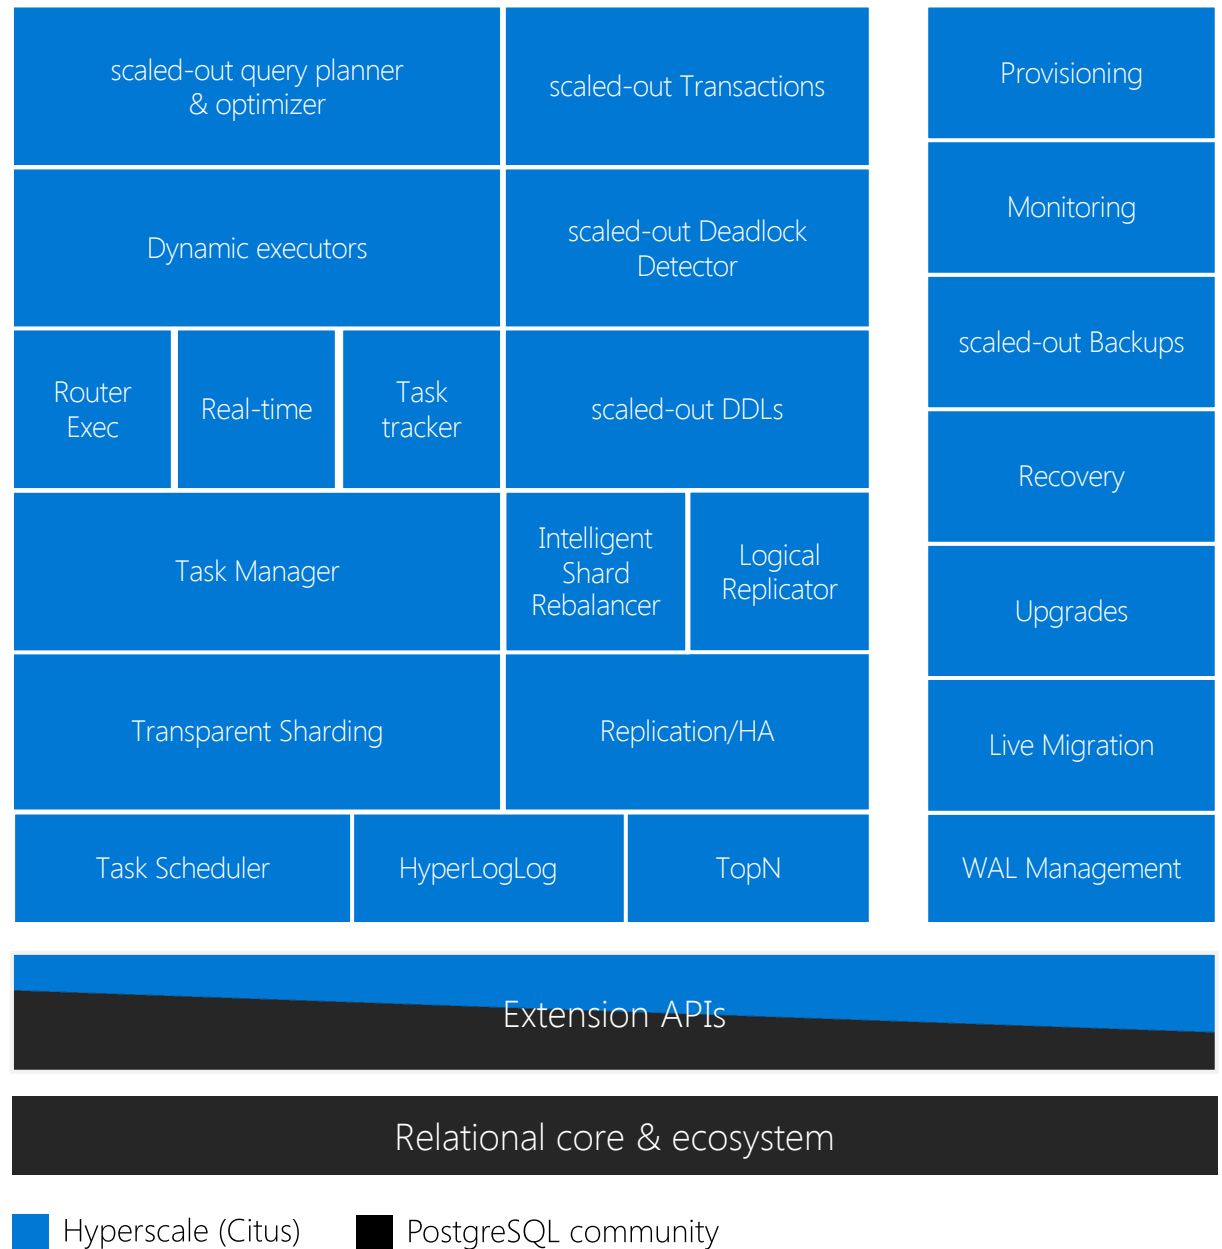 scaled-out query planner
& optimizer
scaled-out Transactions
Dynamic executors
scaled-out Deadlock
Detector
Router
Exec
Real-time
Task
tracker
scaled-out DDLs
Task Manager
Intelligent
Shard
Rebalancer
Logical
Replicator
Transparent Sharding
Replication/HA
Task Scheduler
HyperLogLog
TopN
Provisioning
Monitoring
scaled-out Backups
Recovery
Upgrades
Live Migration
WAL Management
Extension APIs
Relational core & ecosystem
Hyperscale (Citus)
PostgreSQL community